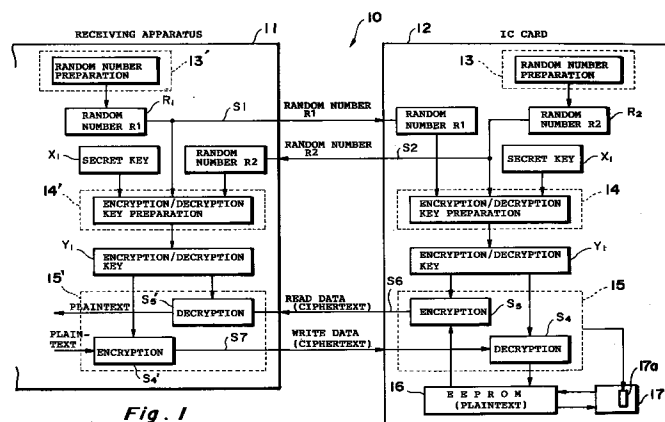 RECEIVING APPARATUS
11
10
12
IC CARD
RANDOM NUMBER
PREPARATION
13'
R1
RANDOM
NUMBER R1
S1
RANDOM NUMBER
R1
X1
SECRET KEY
RANDOM
NUMBER R2
RANDOM NUMBER
R2
S2
14'
ENCRYPTION/DECRYPTION
KEY PREPARATION
Y1
ENCRYPTION/DECRYPTION
KEY
15'
S5'
PLAINTEXT
DECRYPTION
READ DATA
(CIPHERTEXT)
S6
PLAIN-
TEXT
ENCRYPTION
S7
WRITE DATA
(CIPHERTEXT)
S4'
Fig. 1
13
RANDOM NUMBER
PREPARATION
R2
RANDOM
NUMBER R1
RANDOM
NUMBER R2
SECRET KEY
X1
14
ENCRYPTION/DECRYPTION
KEY PREPARATION
ENCRYPTION/DECRYPTION
KEY
Y1
15
ENCRYPTION
S5
S4
DECRYPTION
16
EEPROM
(PLAINTEXT)
17a
17